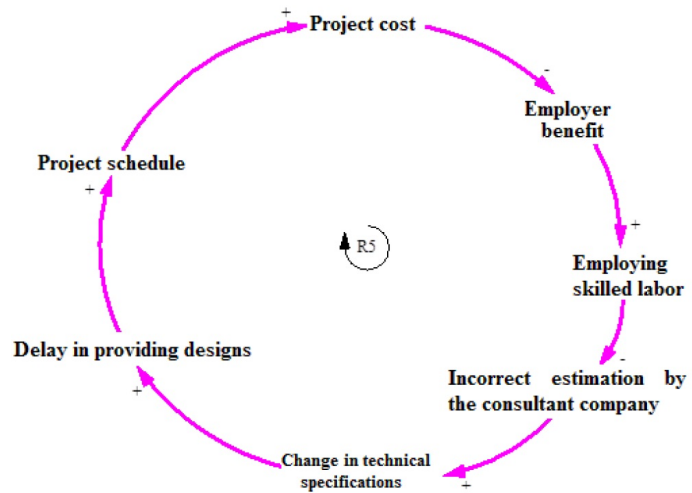 +
Project cost
-
Employer
benefit
Project schedule
+
+
R5
Employing
skilled labor
-
Delay in providing designs
Incorrect estimation by
the consultant company
+
Change in technical
specifications
+